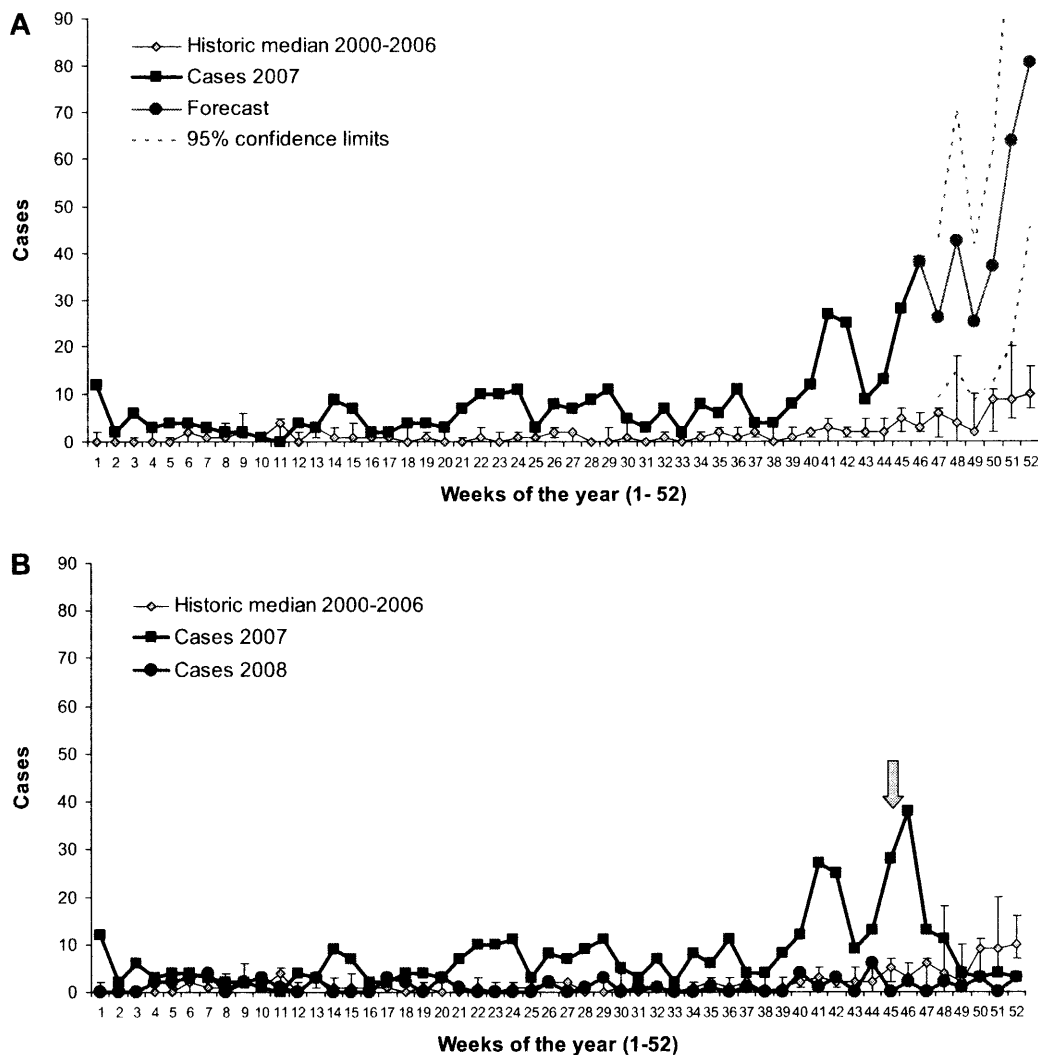 A
90
80
70
60
50
40
30
20
10
0
Cases
Historic median 2000-2006
Cases 2007
Forecast
95% confidence limits
1 2 3 4 5 6 7 8 9 10 11 12 13 14 15 16 17 18 19 20 21 22 23 24 25 26 27 28 29 30 31 32 33 34 35 36 37 38 39 40 41 42 43 44 45 46 47 48 49 50 51 52
Weeks of the year (1- 52)
B
90
80
70
60
50
40
30
20
10
0
Cases
Historic median 2000-2006
Cases 2007
Cases 2008
1 2 3 4 5 6 7 8 9 10 11 12 13 14 15 16 17 18 19 20 21 22 23 24 25 26 27 28 29 30 31 32 33 34 35 36 37 38 39 40 41 42 43 44 45 46 47 48 49 50 51 52
Weeks of the year (1-52)